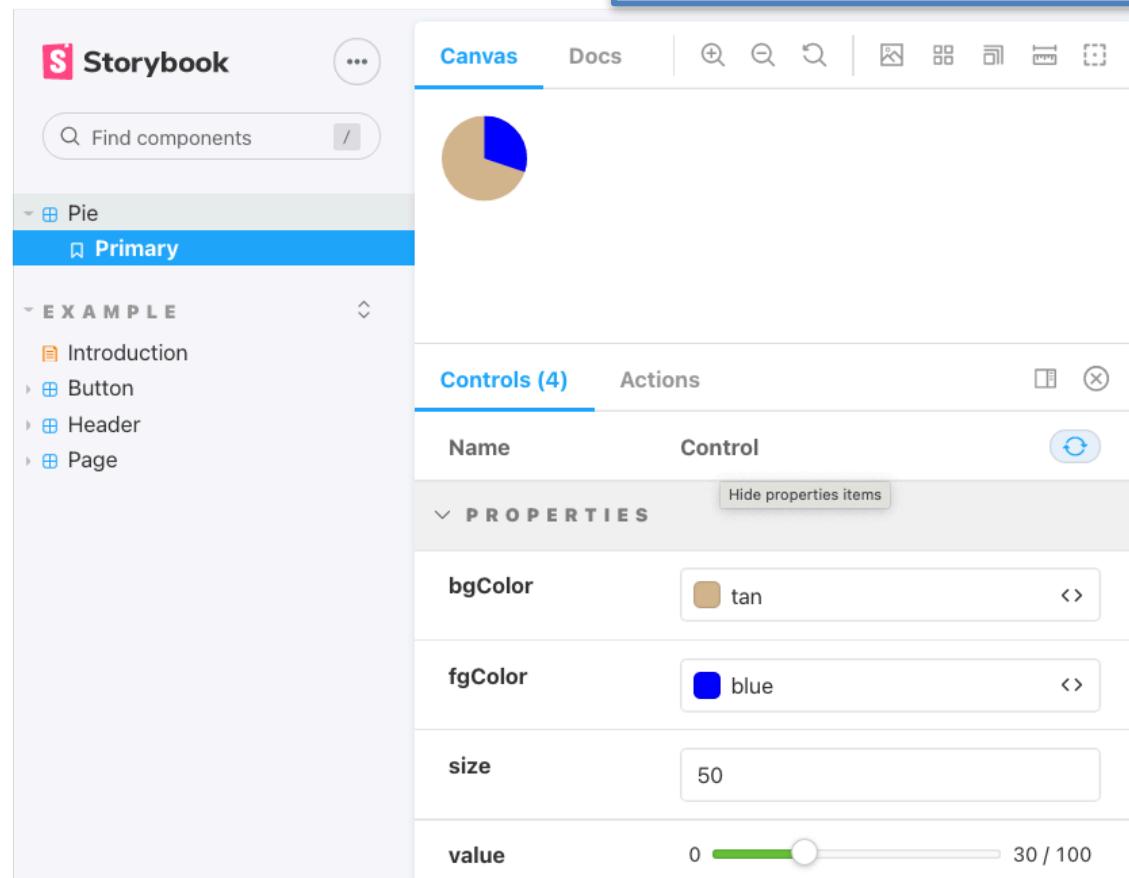 Storybook
Find components
/
Pie
Primary
EXAMPLE
Introduction
Button
Header
Page
Canvas Docs
Controls (4) Actions
Name Control
Hide properties items
PROPERTIES
bgColor tan
fgColor blue
size 50
value 0 30 / 100